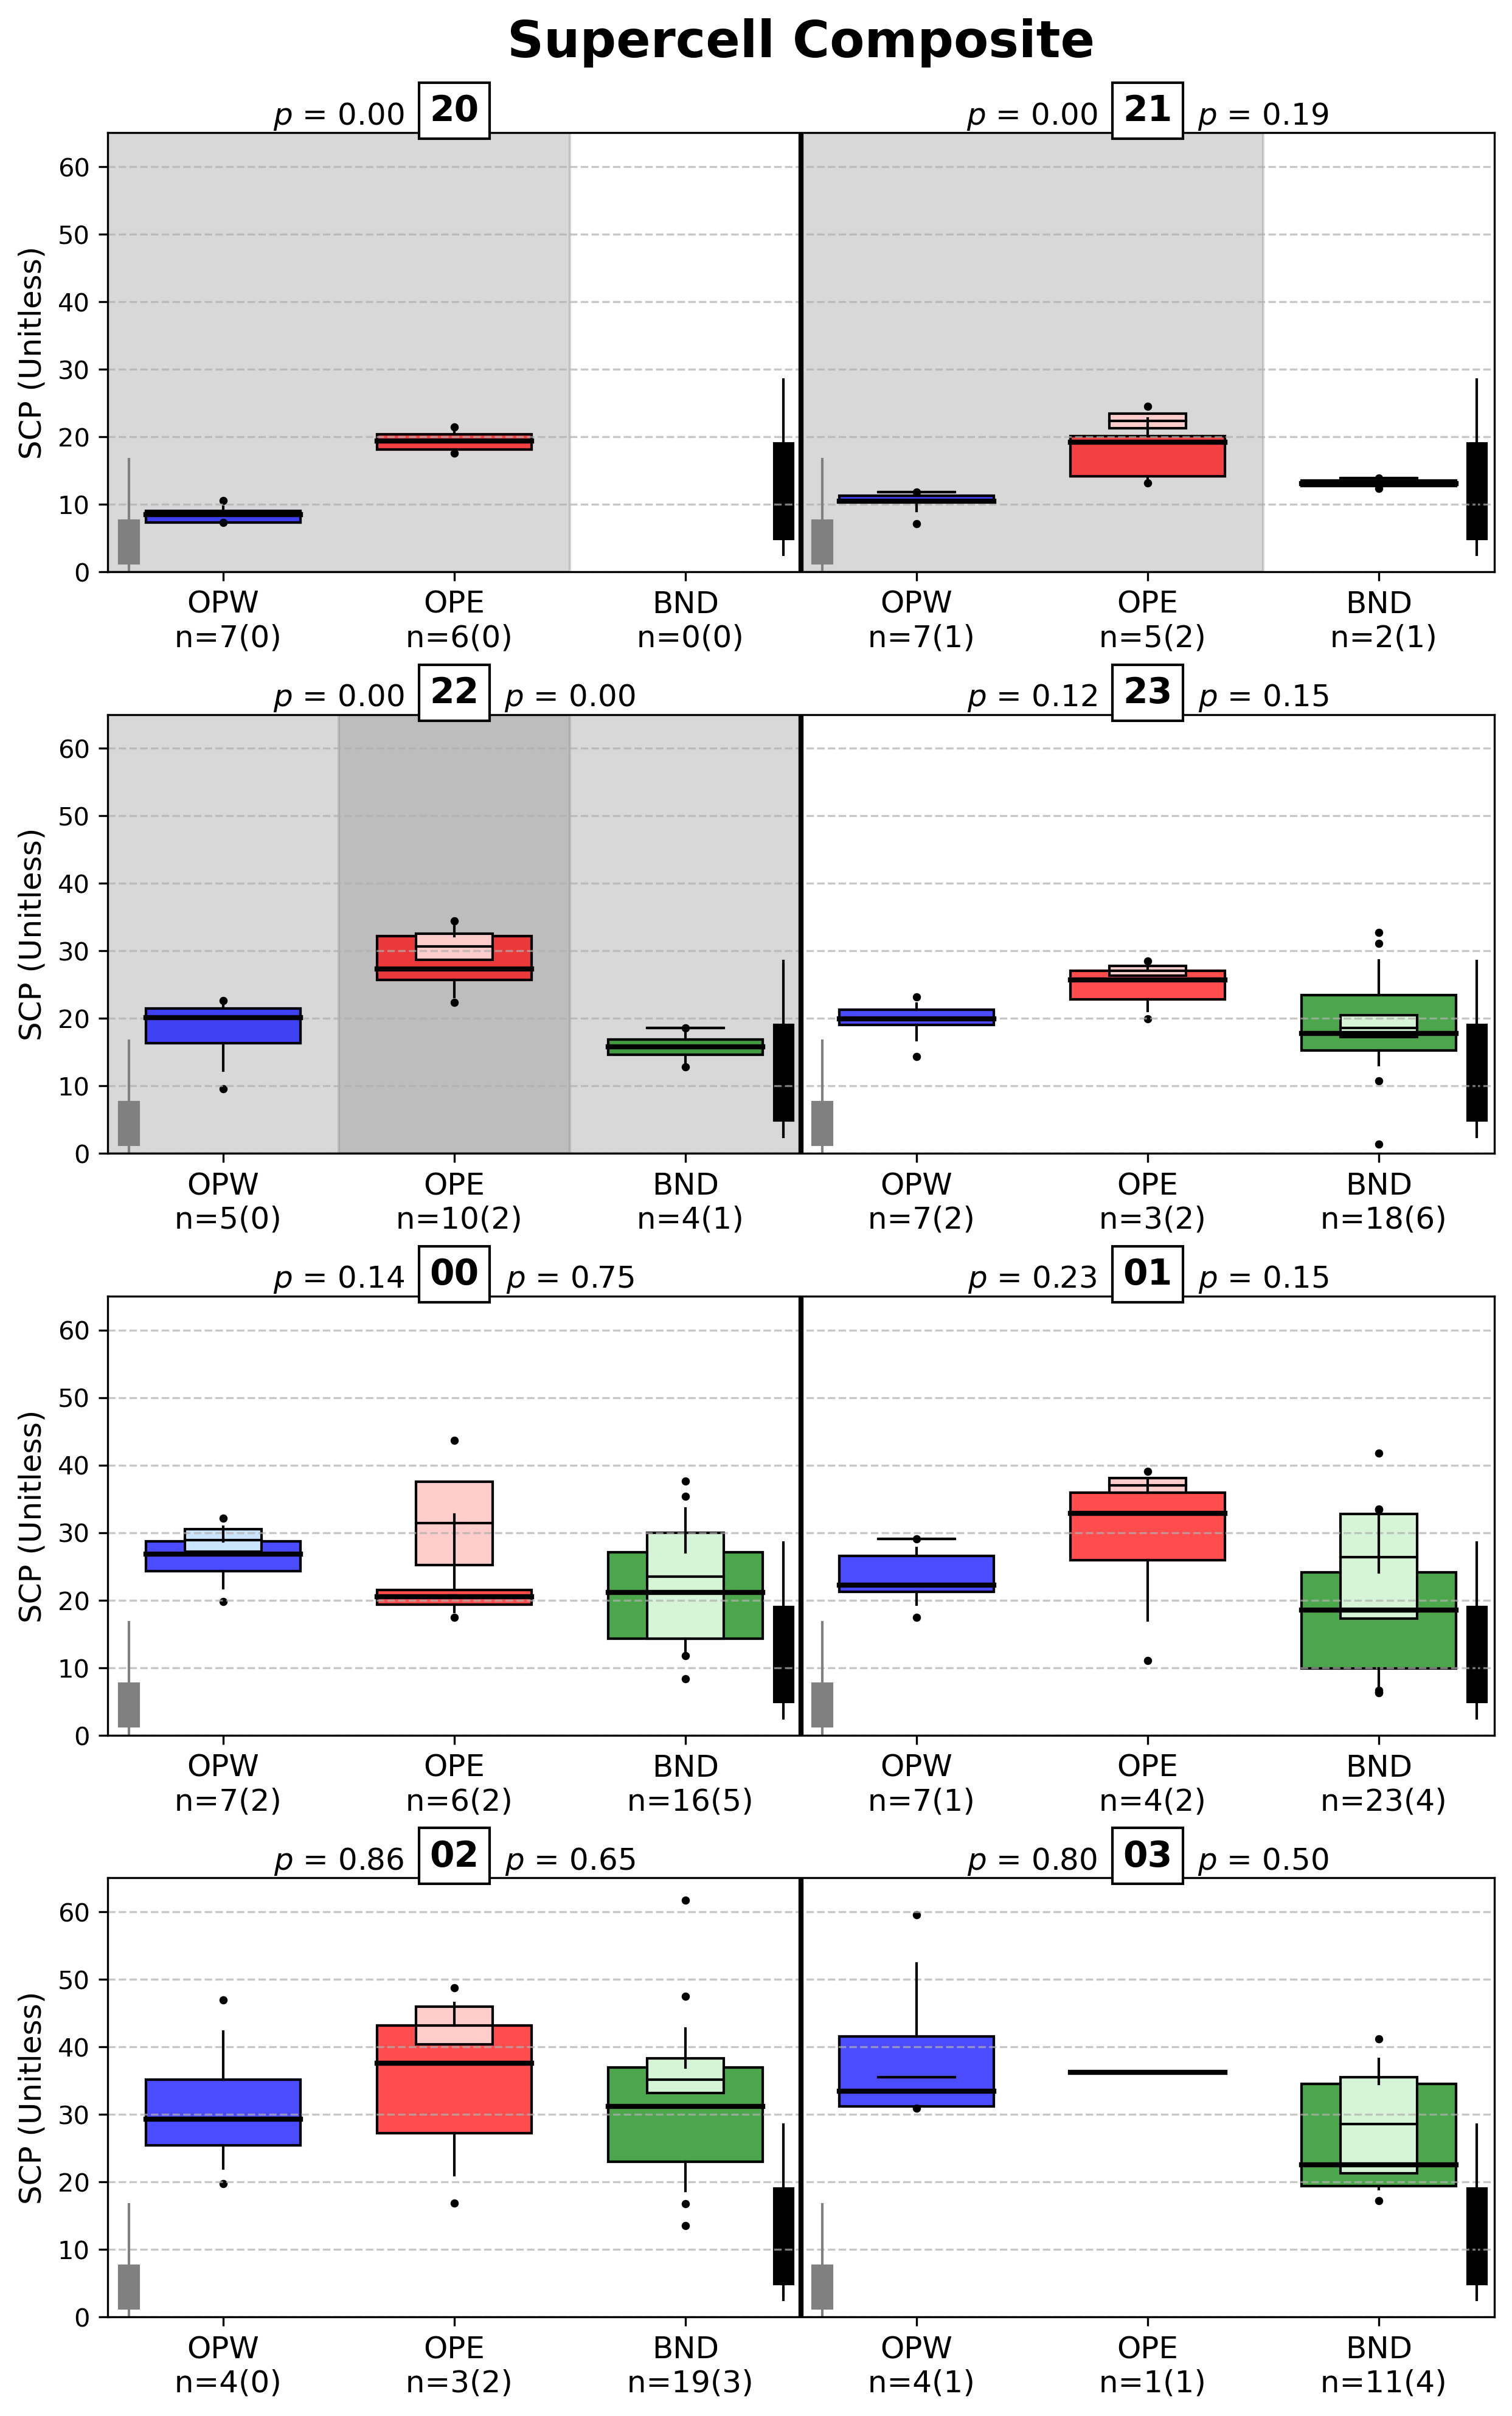 Supercell Composite
p = 0.00 20
p = 0.00 21 p = 0.19
SCP (Unitless)
60
50
40
30
20
10
0
OPW OPE BND OPW OPE BND
n=7(0) n=6(0) n=0(0) n=7(1) n=5(2) n=2(1)
p = 0.00 22 p = 0.00
p = 0.12 23 p = 0.15
SCP (Unitless)
60
50
40
30
20
10
0
OPW OPE BND OPW OPE BND
n=5(0) n=10(2) n=4(1) n=7(2) n=3(2) n=18(6)
p = 0.14 00 p = 0.75
p = 0.23 01 p = 0.15
SCP (Unitless)
60
50
40
30
20
10
0
OPW OPE BND OPW OPE BND
n=7(2) n=6(2) n=16(5) n=7(1) n=4(2) n=23(4)
p = 0.86 02 p = 0.65
p = 0.80 03 p = 0.50
SCP (Unitless)
60
50
40
30
20
10
0
OPW OPE BND OPW OPE BND
n=4(0) n=3(2) n=19(3) n=4(1) n=1(1) n=11(4)